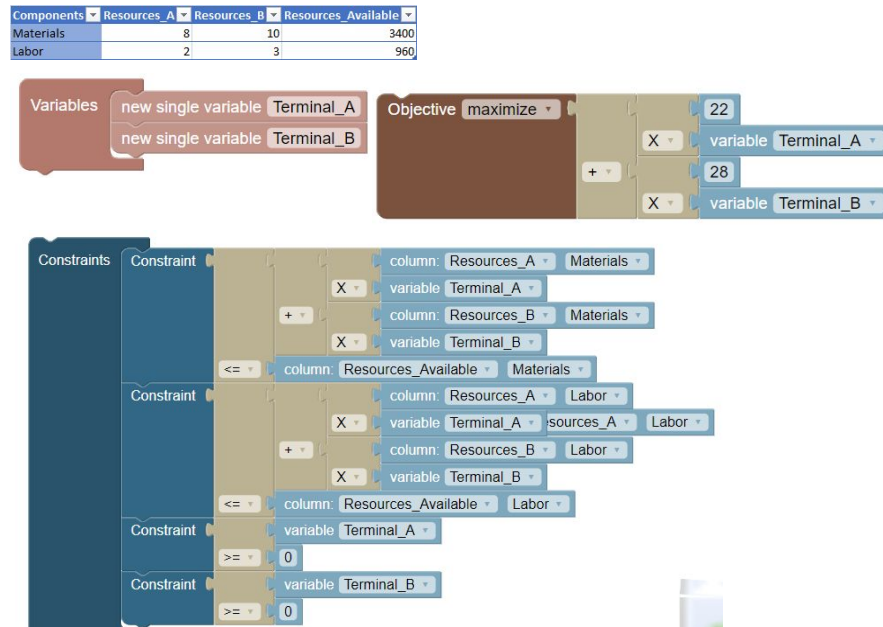 Components Resources_A Resources_B Resources_Available
Materials 8 10 3400
Labor 2 3 960
Variables new single variable Terminal_A
new single variable Terminal_B
Objective maximize 22
X variable Terminal_A
+ 28
X variable Terminal_B
Constraints Constraint column: Resources_A Materials
X variable Terminal_A
+ column: Resources_B Materials
X variable Terminal_B
<= column: Resources_Available Materials
Constraint column: Resources_A Labor
X variable Terminal_A esources_A Labor
+ column: Resources_B Labor
X variable Terminal_B
<= column: Resources_Available Labor
Constraint variable Terminal_A
>= 0
Constraint variable Terminal_B
>= 0